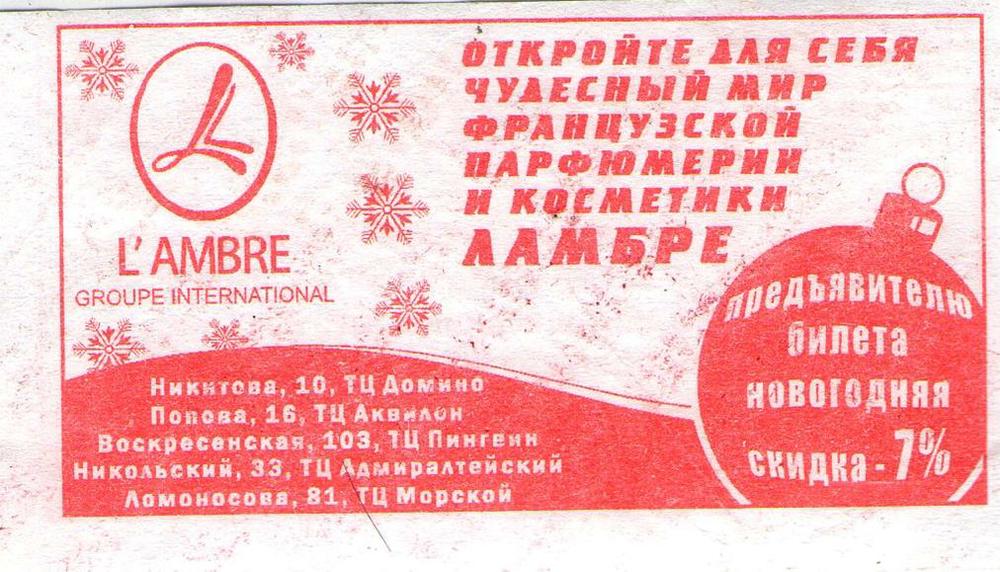 ОТКРОЙТЕ ДЛЯ СЕБЯ
ЧУДЕСНЫЙ МИР
ФРАНЦУЗСКОЙ
ПАРФЮМЕРИИ
И КОСМЕТИКИ
ЛАМБРЕ
L'AMBRE
GROUPE INTERNATIONAL
предъявителю
билета
новогодняя
скидка - 7%
Никитова, 10, ТЦ Домино
Попова, 16, ТЦ Аквилон
Воскресенская, 103, ТЦ Пингвин
Никольский, 33, ТЦ Адмиралтейский
Ломоносова, 81, ТЦ Морской